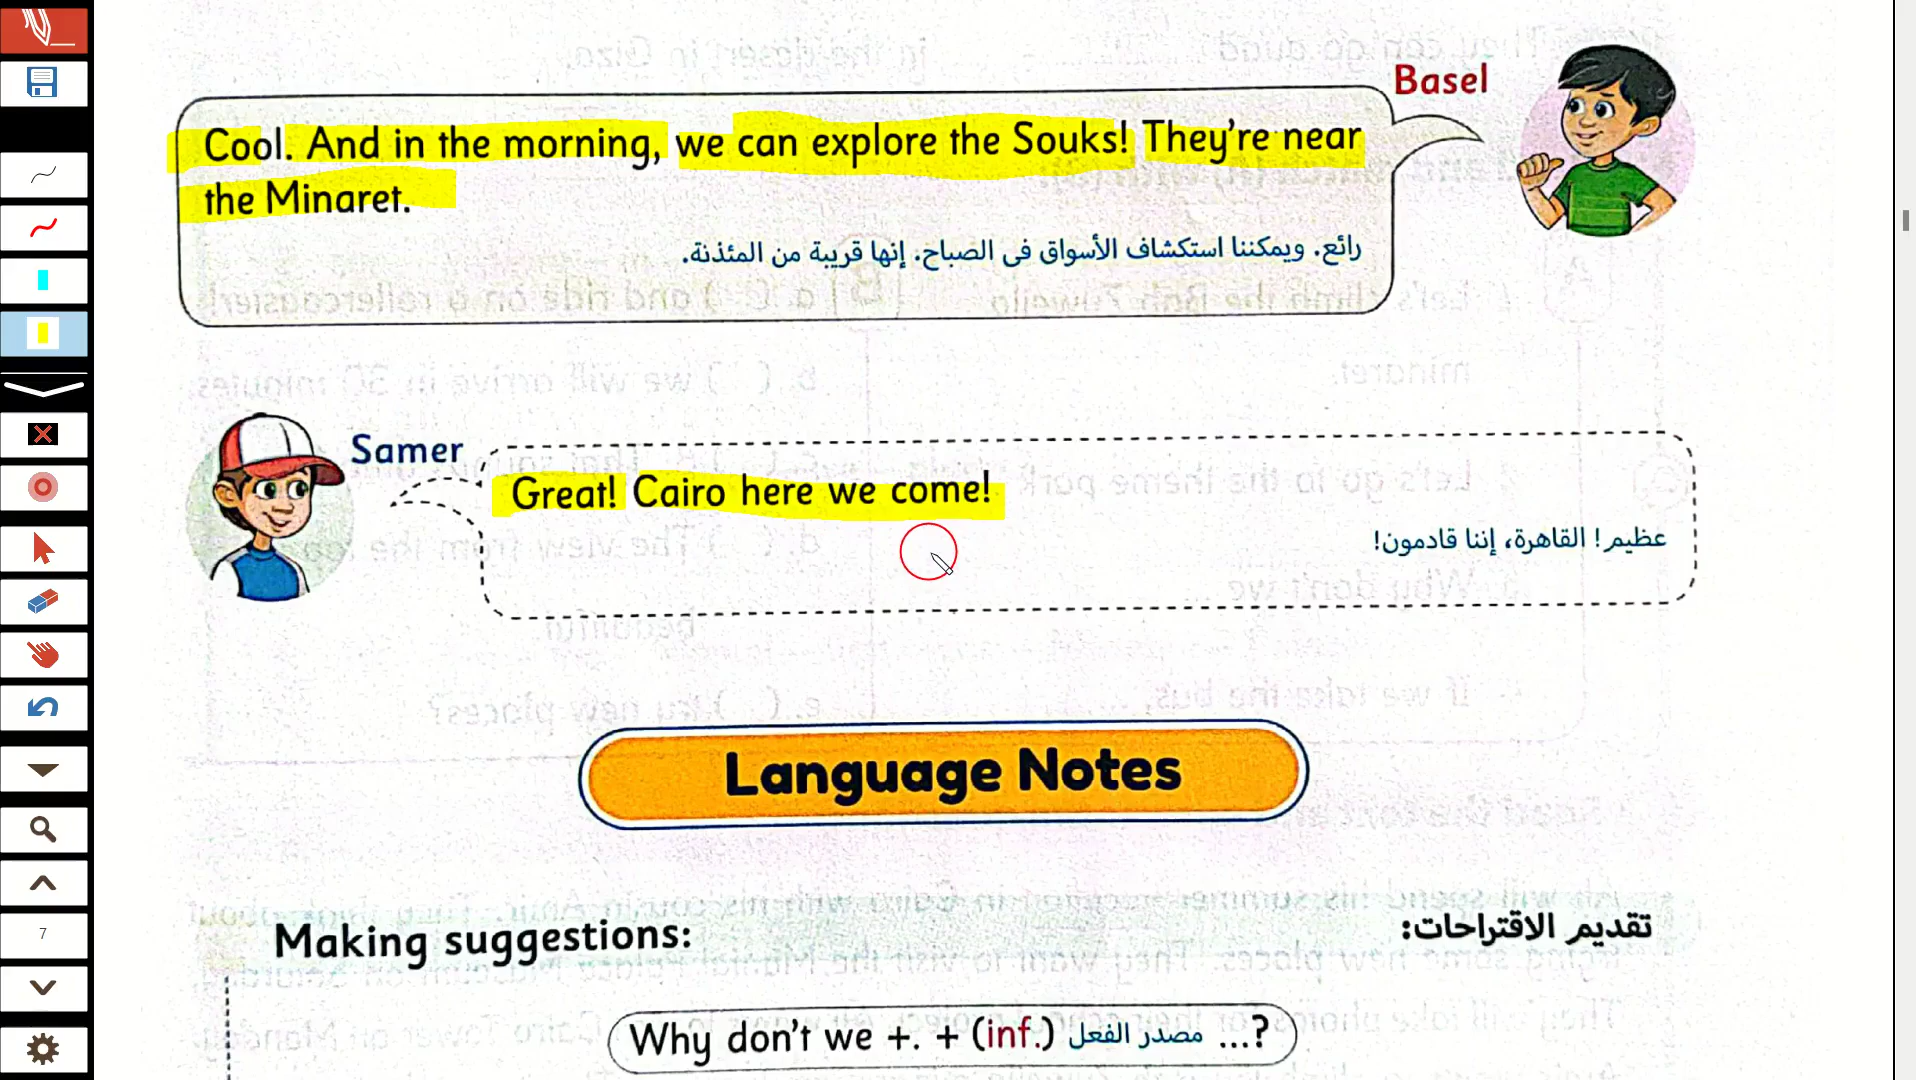 Basel
Cool. And in the morning, we can explore the Souks! They're near
the Minaret.
رائع. ويمكننا استكشاف الأسواق فى الصباح. إنها قريبة من المئذنة.
Samer
Great! Cairo here we come!
عظيم! القاهرة، إننا قادمون!
Language Notes
Making suggestions: تقديم الاقتراحات:
Why don't we +. + (inf.) مصدر الفعل ...?
7